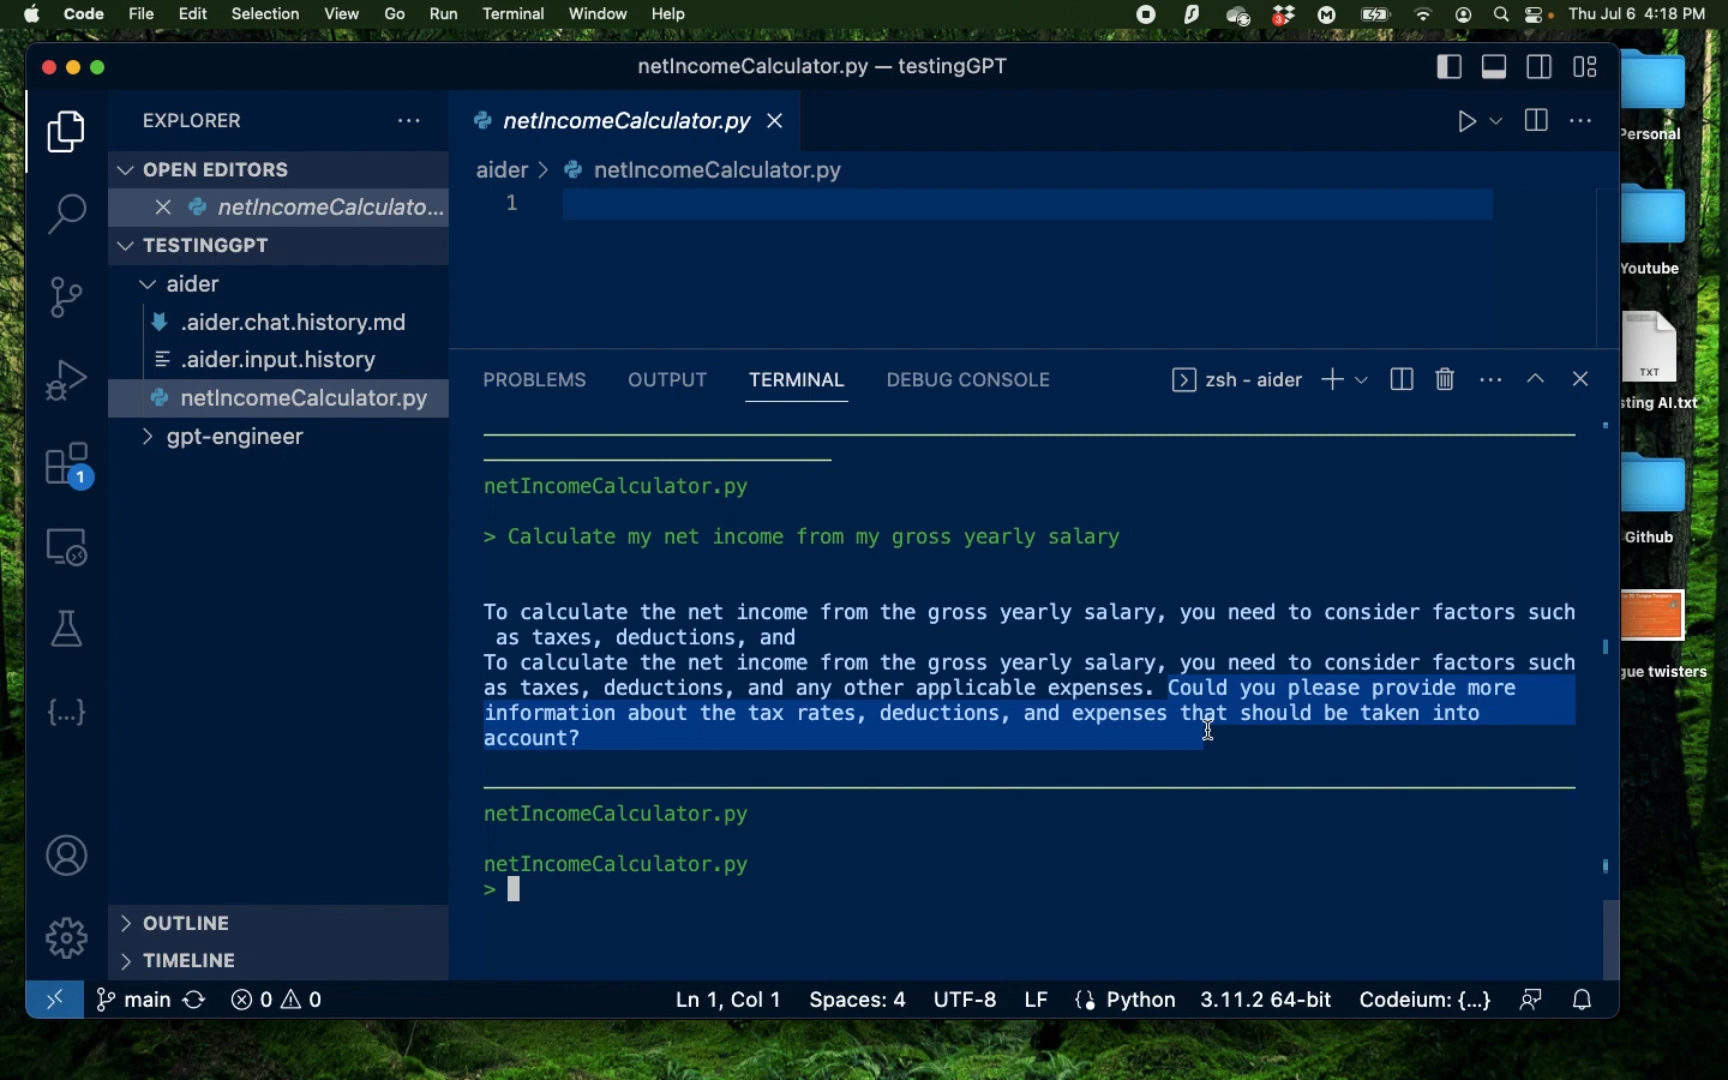 Code File Edit Selection View Go Run Terminal Window Help
3
Thu Jul 6 4:18 PM
netIncomeCalculator.py — testingGPT
EXPLORER
OPEN EDITORS
netIncomeCalculato...
TESTINGGPT
aider
.aider.chat.history.md
.aider.input.history
netIncomeCalculator.py
gpt-engineer
1
OUTLINE
TIMELINE
netIncomeCalculator.py
aider > netIncomeCalculator.py
1
PROBLEMS OUTPUT TERMINAL DEBUG CONSOLE
zsh - aider
netIncomeCalculator.py
> Calculate my net income from my gross yearly salary
To calculate the net income from the gross yearly salary, you need to consider factors such
as taxes, deductions, and
To calculate the net income from the gross yearly salary, you need to consider factors such
as taxes, deductions, and any other applicable expenses. Could you please provide more
information about the tax rates, deductions, and expenses that should be taken into
account?
netIncomeCalculator.py
netIncomeCalculator.py
>
main 0 0
Ln 1, Col 1 Spaces: 4 UTF-8 LF Python 3.11.2 64-bit Codeium: {...}
Personal
Youtube
TXT
sting AI.txt
Github
gue twisters